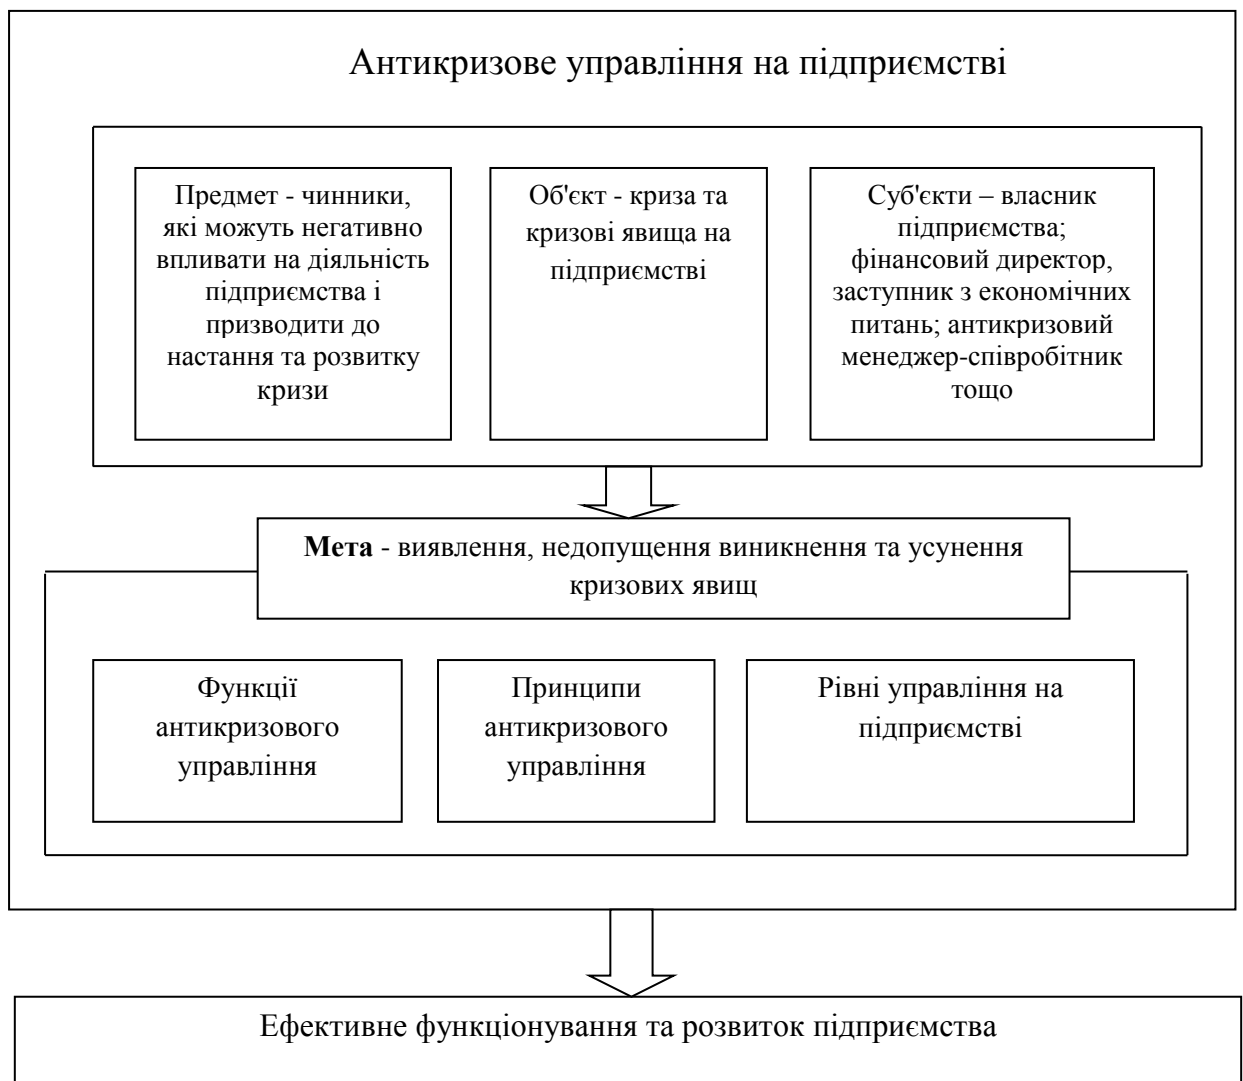 Антикризове управління на підприємстві
Предмет - чинники,
які можуть негативно
впливати на діяльність
підприємства і
призводити до
настання та розвитку
кризи
Об'єкт - криза та
кризові явища на
підприємстві
Суб'єкти – власник
підприємства;
фінансовий директор,
заступник з економічних
питань; антикризовий
менеджер-співробітник
тощо
Мета - виявлення, недопущення виникнення та усунення
кризових явищ
Функції
антикризового
управління
Принципи
антикризового
управління
Рівні управління на
підприємстві
Ефективне функціонування та розвиток підприємства